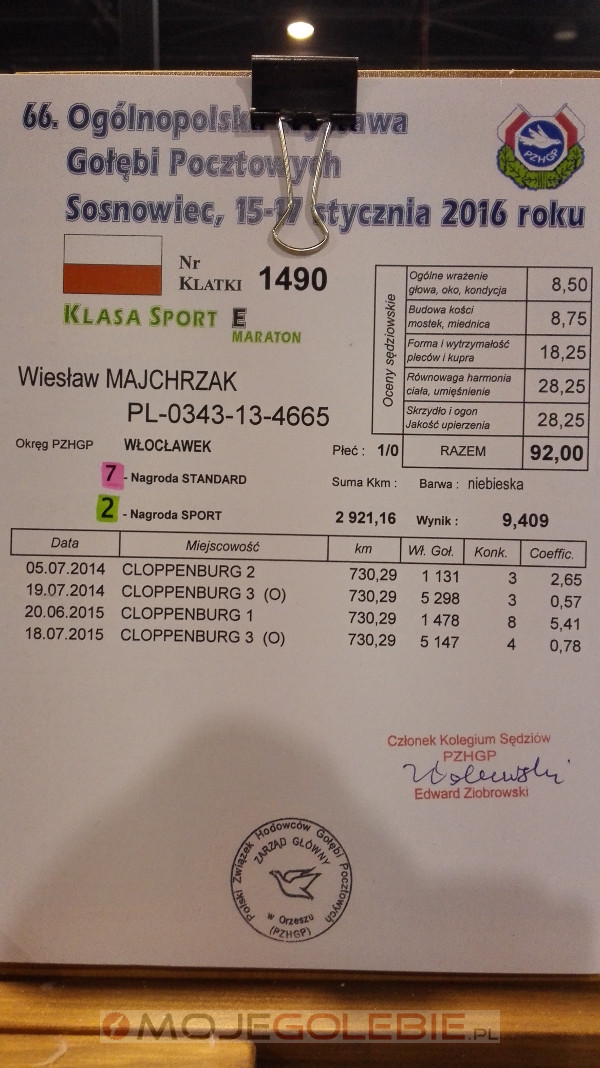 66. Ogólnopolska Wystawa
Gołębi Pocztowych
Sosnowiec, 15-17 stycznia 2016 roku
PZHGP
Nr
KLATKI 1490
KLASA SPORT E
MARATON
Oceny sędziowskie
Ogólne wrażenie
głowa, oko, kondycja 8,50
Budowa kości
mostek, miednica 8,75
Forma i wytrzymałość
pleców i kupra 18,25
Równowaga harmonia
ciała, umięśnienie 28,25
Skrzydło i ogon
Jakość upierzenia 28,25
RAZEM 92,00
Wiesław MAJCHRZAK
PL-0343-13-4665
Okręg PZHGP WŁOCŁAWEK Płeć : 1/0
7 - Nagroda STANDARD Suma Kkm : Barwa : niebieska
2 - Nagroda SPORT 2 921,16 Wynik : 9,409
Data Miejscowość km Wł. Goł. Konk. Coeffic.
05.07.2014 CLOPPENBURG 2 730,29 1 131 3 2,65
19.07.2014 CLOPPENBURG 3 (O) 730,29 5 298 3 0,57
20.06.2015 CLOPPENBURG 1 730,29 1 478 8 5,41
18.07.2015 CLOPPENBURG 3 (O) 730,29 5 147 4 0,78
Członek Kolegium Sędziów
PZHGP
Edward Ziobrowski
Polski Związek Hodowców Gołębi Pocztowych
ZARZĄD GŁÓWNY
w Orzeszu
(PZHGP)
MOJEGOLEBIE.PL